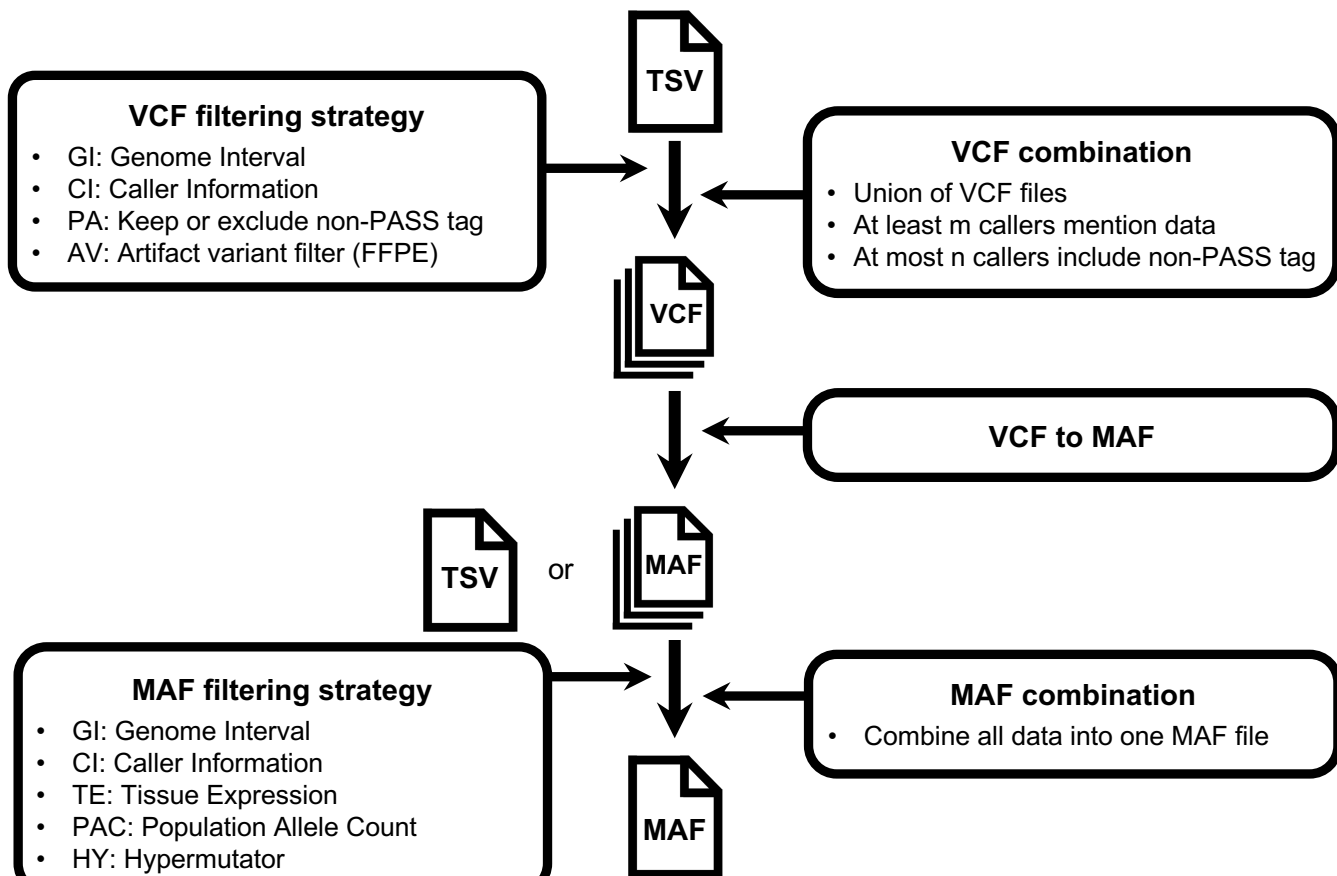 TSV
VCF filtering strategy
• GI: Genome Interval
• CI: Caller Information
• PA: Keep or exclude non-PASS tag
• AV: Artifact variant filter (FFPE)
VCF combination
• Union of VCF files
• At least m callers mention data
• At most n callers include non-PASS tag
VCF
VCF to MAF
TSV
or
MAF
MAF filtering strategy
• GI: Genome Interval
• CI: Caller Information
• TE: Tissue Expression
• PAC: Population Allele Count
• HY: Hypermutator
MAF combination
• Combine all data into one MAF file
MAF